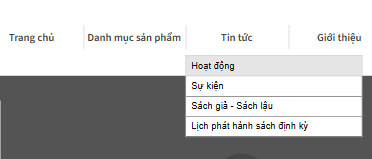 Trang chủ Danh mục sản phẩm Tin tức Giới thiệu
Hoạt động
Sự kiện
Sách giả - Sách lậu
Lịch phát hành sách định kỳ